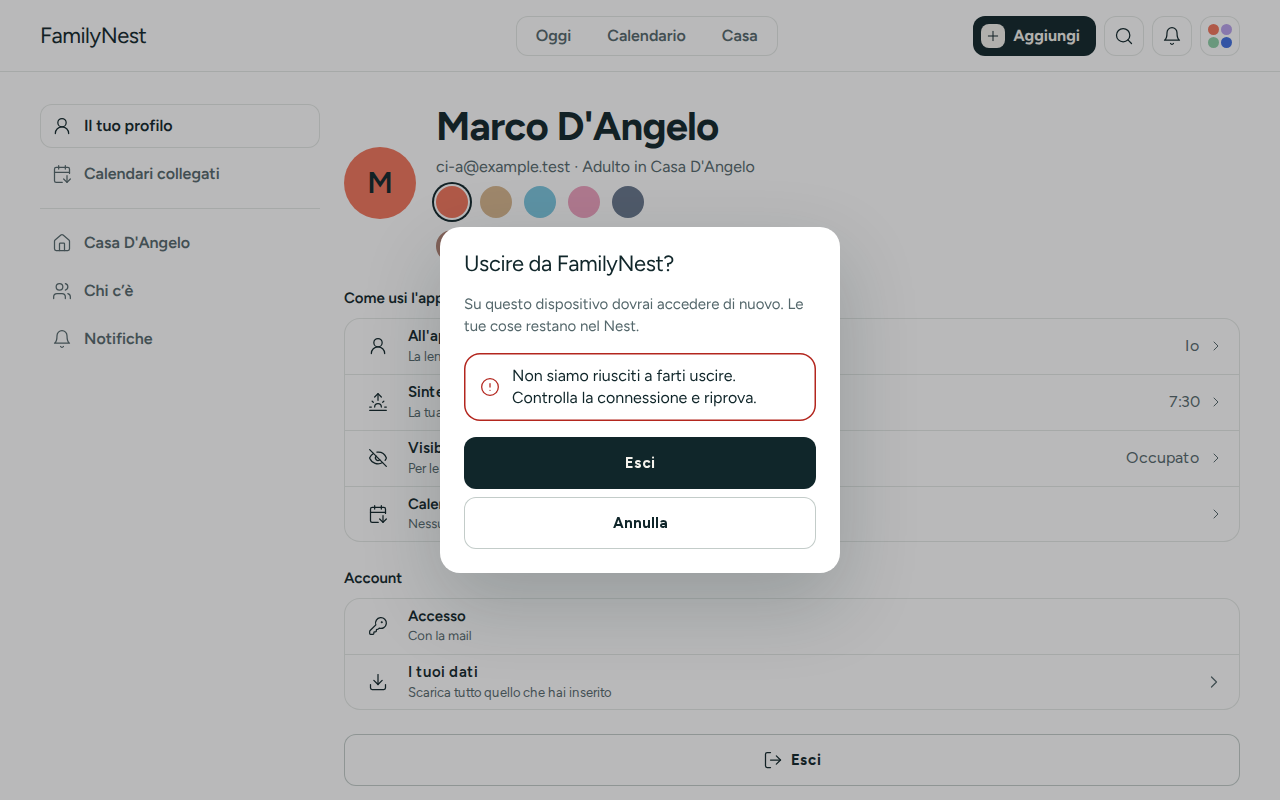 FamilyNest
Oggi
Calendario
Casa
Aggiungi
Il tuo profilo
Calendari collegati
Casa D'Angelo
Chi c'è
Notifiche
M
Marco D'Angelo
ci-a@example.test · Adulto in Casa D'Angelo
Come usi l'app
Io
7:30
Occupato
Uscire da FamilyNest?
Su questo dispositivo dovrai accedere di nuovo. Le
tue cose restano nel Nest.
Non siamo riusciti a farti uscire.
Controlla la connessione e riprova.
Esci
Annulla
Account
Accesso
Con la mail
I tuoi dati
Scarica tutto quello che hai inserito
Esci